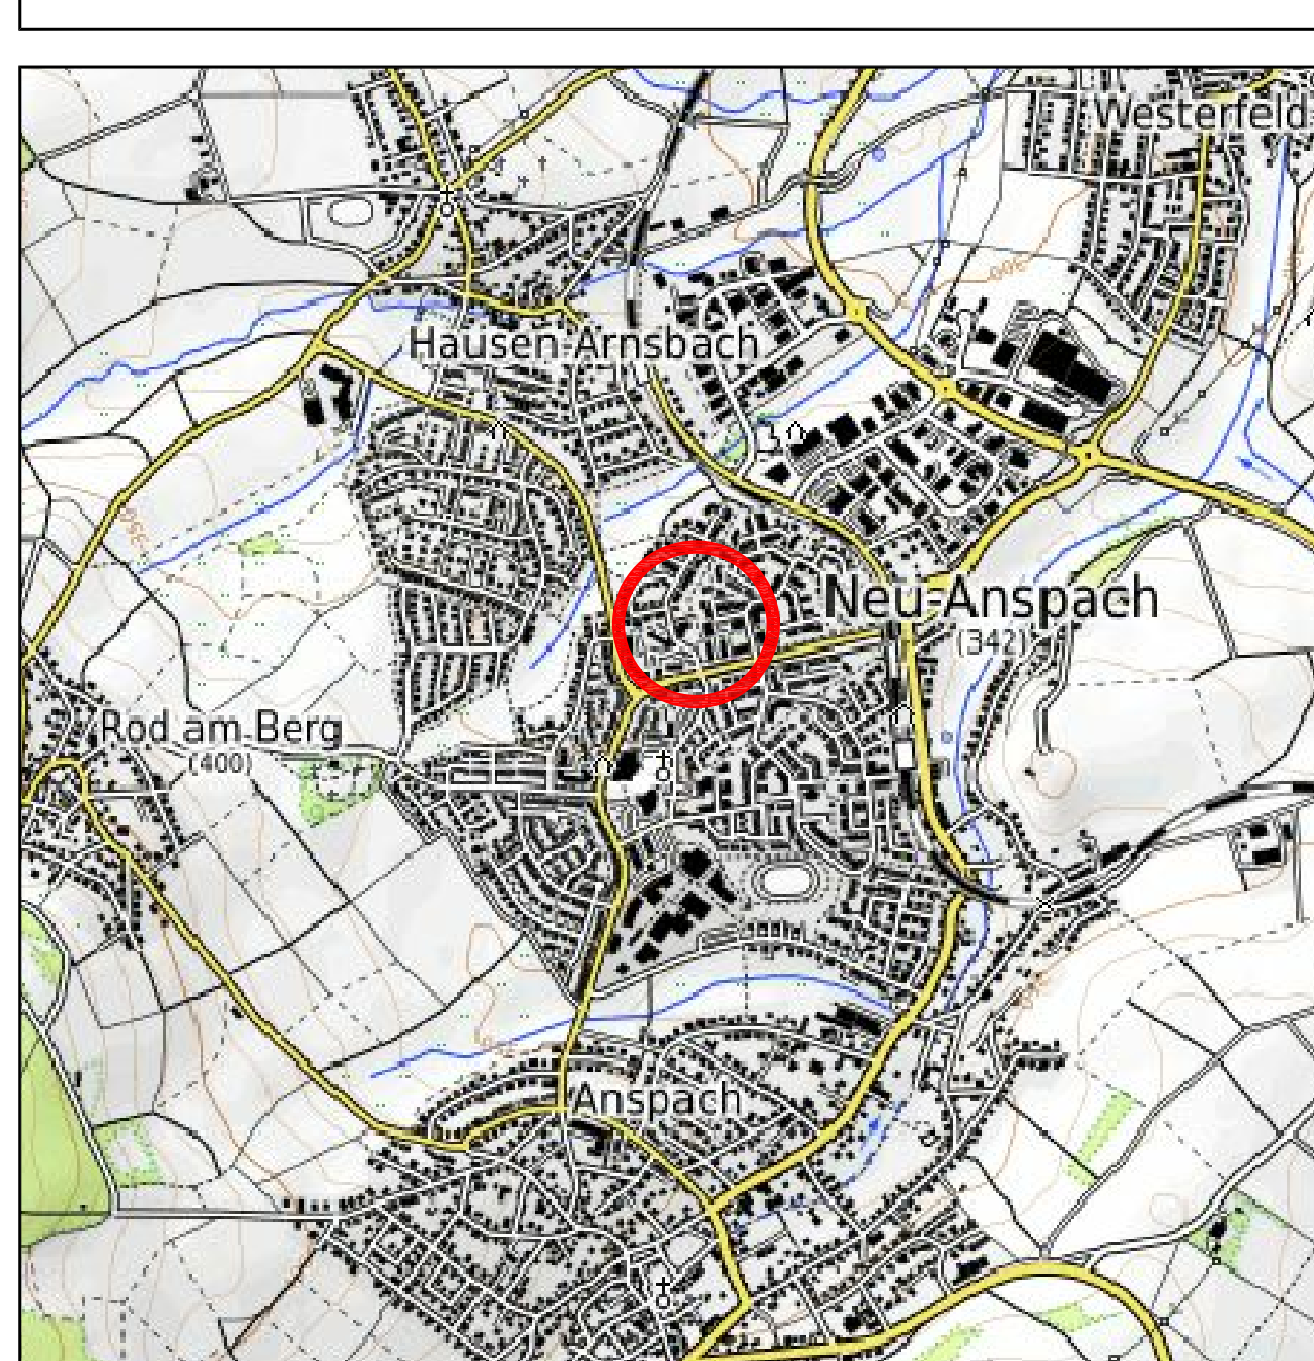 Westerfeld
Hausen-Arnsbach
Neu-Anspach
(342)
Rod am Berg
(400)
Anspach